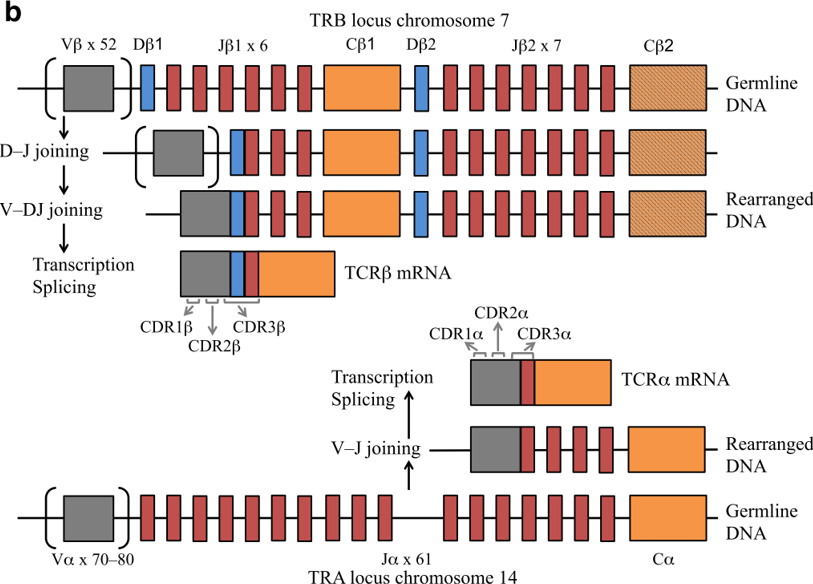 b
TRB locus chromosome 7
Vβ x 52
Dβ1
Jβ1 x 6
Cβ1
Dβ2
Jβ2 x 7
Cβ2
Germline
DNA
D–J joining
V–DJ joining
Rearranged
DNA
Transcription
Splicing
TCRβ mRNA
CDR1β
CDR2β
CDR3β
CDR2α
CDR1α
CDR3α
Transcription
Splicing
TCRα mRNA
V–J joining
Rearranged
DNA
Germline
DNA
Vα x 70–80
Jα x 61
Cα
TRA locus chromosome 14